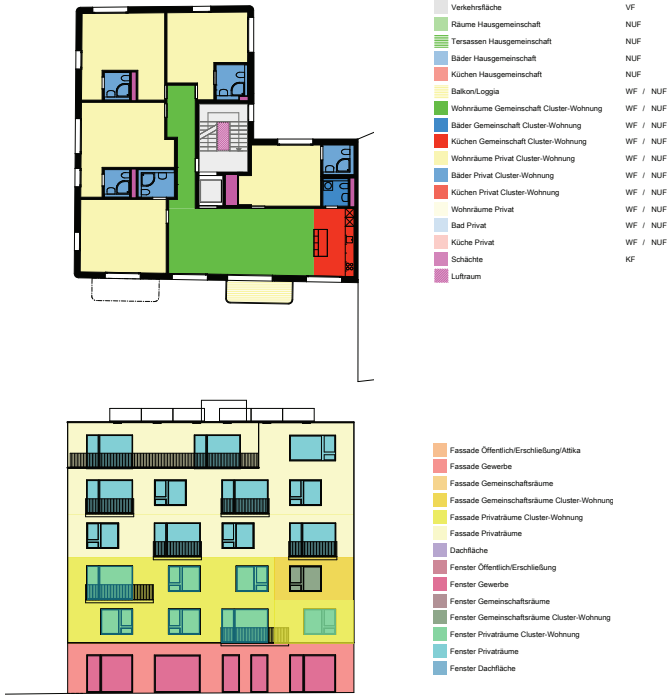 Verkehrsfläche VF
Räume Hausgemeinschaft NUF
Tersassen Hausgemeinschaft NUF
Bäder Hausgemeinschaft NUF
Küchen Hausgemeinschaft NUF
Balkon/Loggia WF / NUF
Wohnräume Gemeinschaft Cluster-Wohnung WF / NUF
Bäder Gemeinschaft Cluster-Wohnung WF / NUF
Küchen Gemeinschaft Cluster-Wohnung WF / NUF
Wohnräume Privat Cluster-Wohnung WF / NUF
Bäder Privat Cluster-Wohnung WF / NUF
Küchen Privat Cluster-Wohnung WF / NUF
Wohnräume Privat WF / NUF
Bad Privat WF / NUF
Küche Privat WF / NUF
Schächte KF
Luftraum
Fassade Öffentlich/Erschließung/Attika
Fassade Gewerbe
Fassade Gemeinschaftsräume
Fassade Gemeinschaftsräume Cluster-Wohnung
Fassade Privaträume Cluster-Wohnung
Fassade Privaträume
Dachfläche
Fenster Öffentlich/Erschließung
Fenster Gewerbe
Fenster Gemeinschaftsräume
Fenster Gemeinschaftsräume Cluster-Wohnung
Fenster Privaträume Cluster-Wohnung
Fenster Privaträume
Fenster Dachfläche